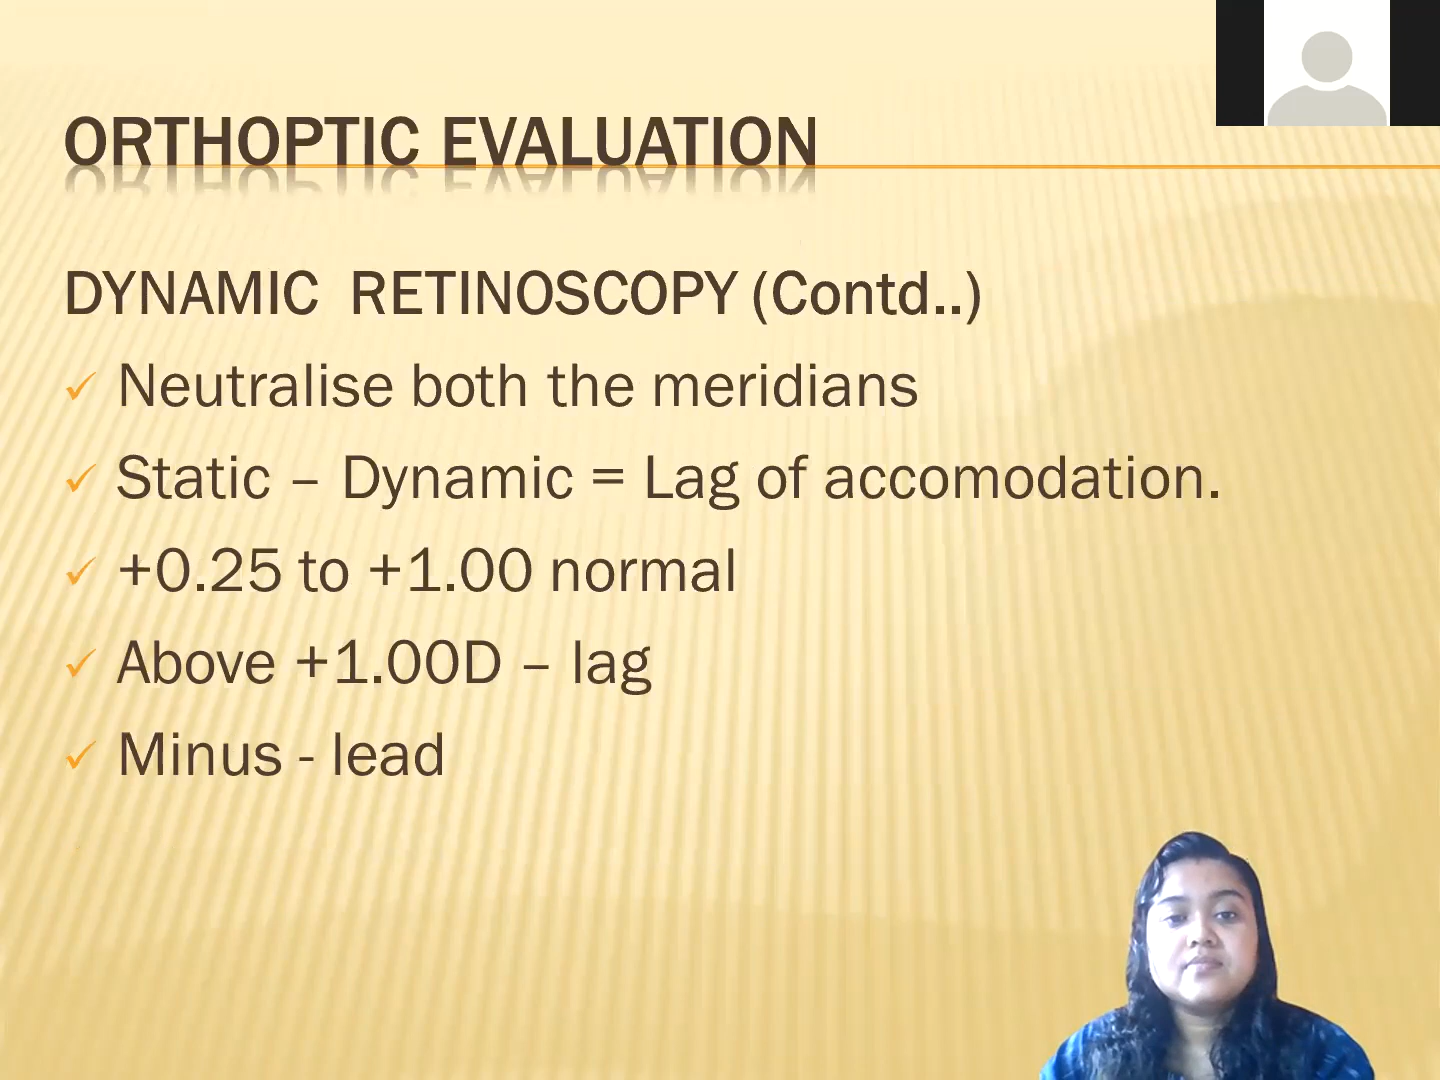 ORTHOPTIC EVALUATION
DYNAMIC RETINOSCOPY (Contd..)
✓ Neutralise both the meridians
✓ Static – Dynamic = Lag of accomodation.
✓ +0.25 to +1.00 normal
✓ Above +1.00D – lag
✓ Minus - lead